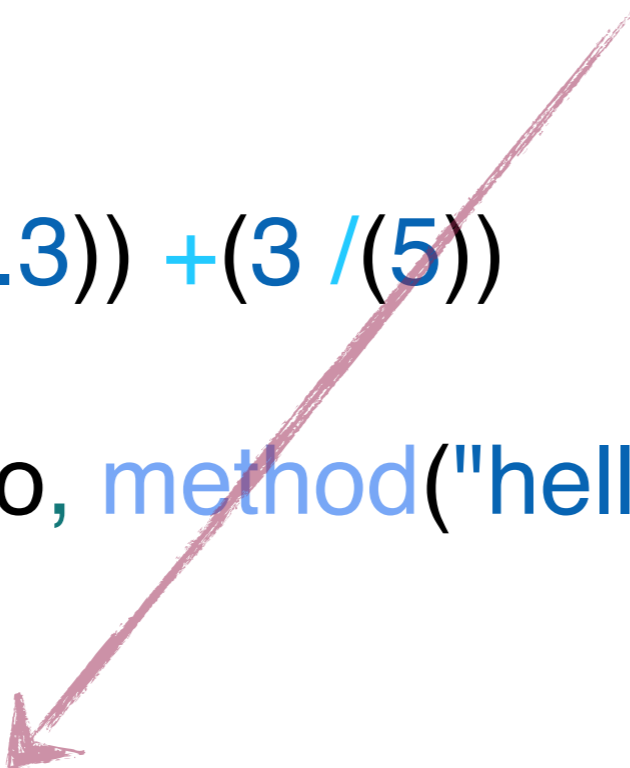 .3)) +(3 /(5))
o, method("hell